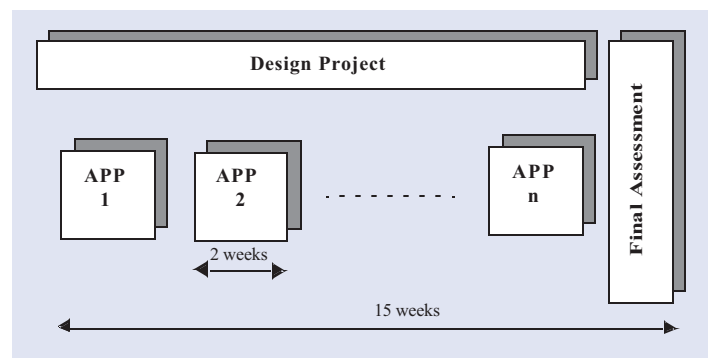 Design Project
Final Assessment
APP
1
APP
2
APP
n
2 weeks
15 weeks